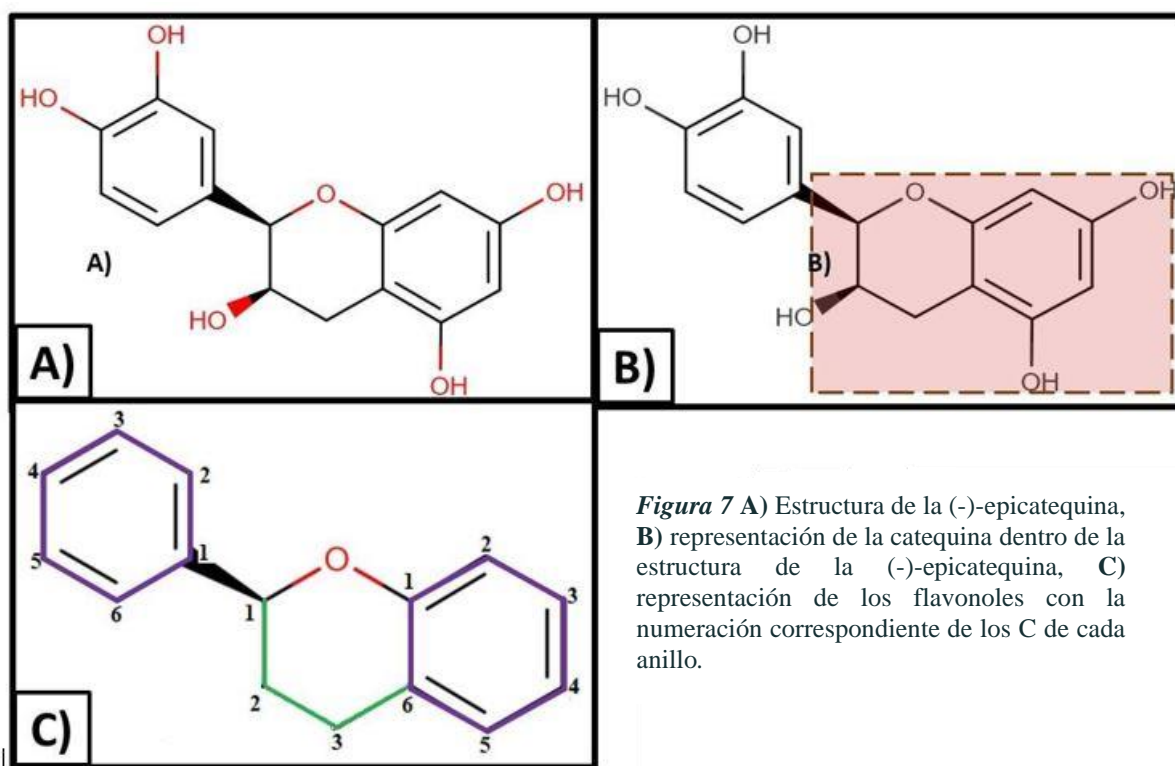 OH
HO
O
OH
A)
HO
OH
A)
OH
HO
O
OH
B)
HO
OH
B)
3
4
2
5
1
6
O
1
2
3
1
2
3
4
5
6
C)
Figura 7 A) Estructura de la (-)-epicatequina,
B) representación de la catequina dentro de la
estructura de la (-)-epicatequina, C)
representación de los flavonoles con la
numeración correspondiente de los C de cada
anillo.